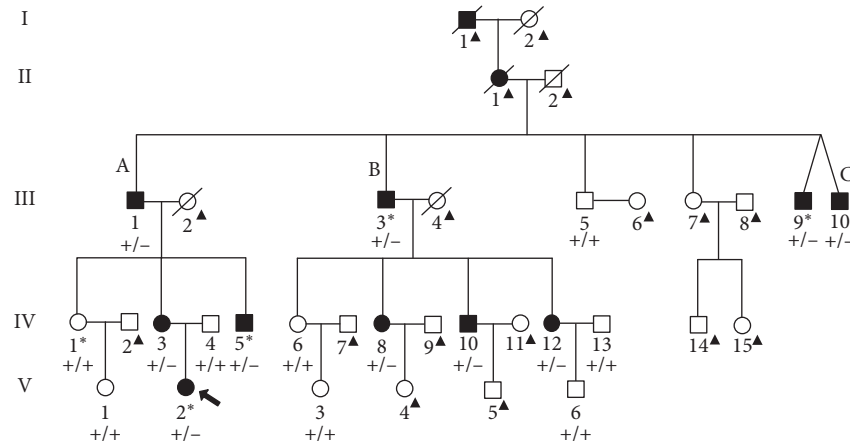 I
1▲ 2▲
II
1▲ 2▲
A B C
III
1 2▲ 3* 4▲ 5 6▲ 7▲ 8▲ 9* 10
+/− +/− +/+ +/− +/−
IV
1* 2▲ 3 4 5* 6 7▲ 8 9▲ 10 11▲ 12 13 14▲ 15▲
+/+ +/− +/+ +/− +/+ +/− +/− +/− +/+
V
1 2* 3 4▲ 5▲ 6
+/+ +/− +/+ +/+